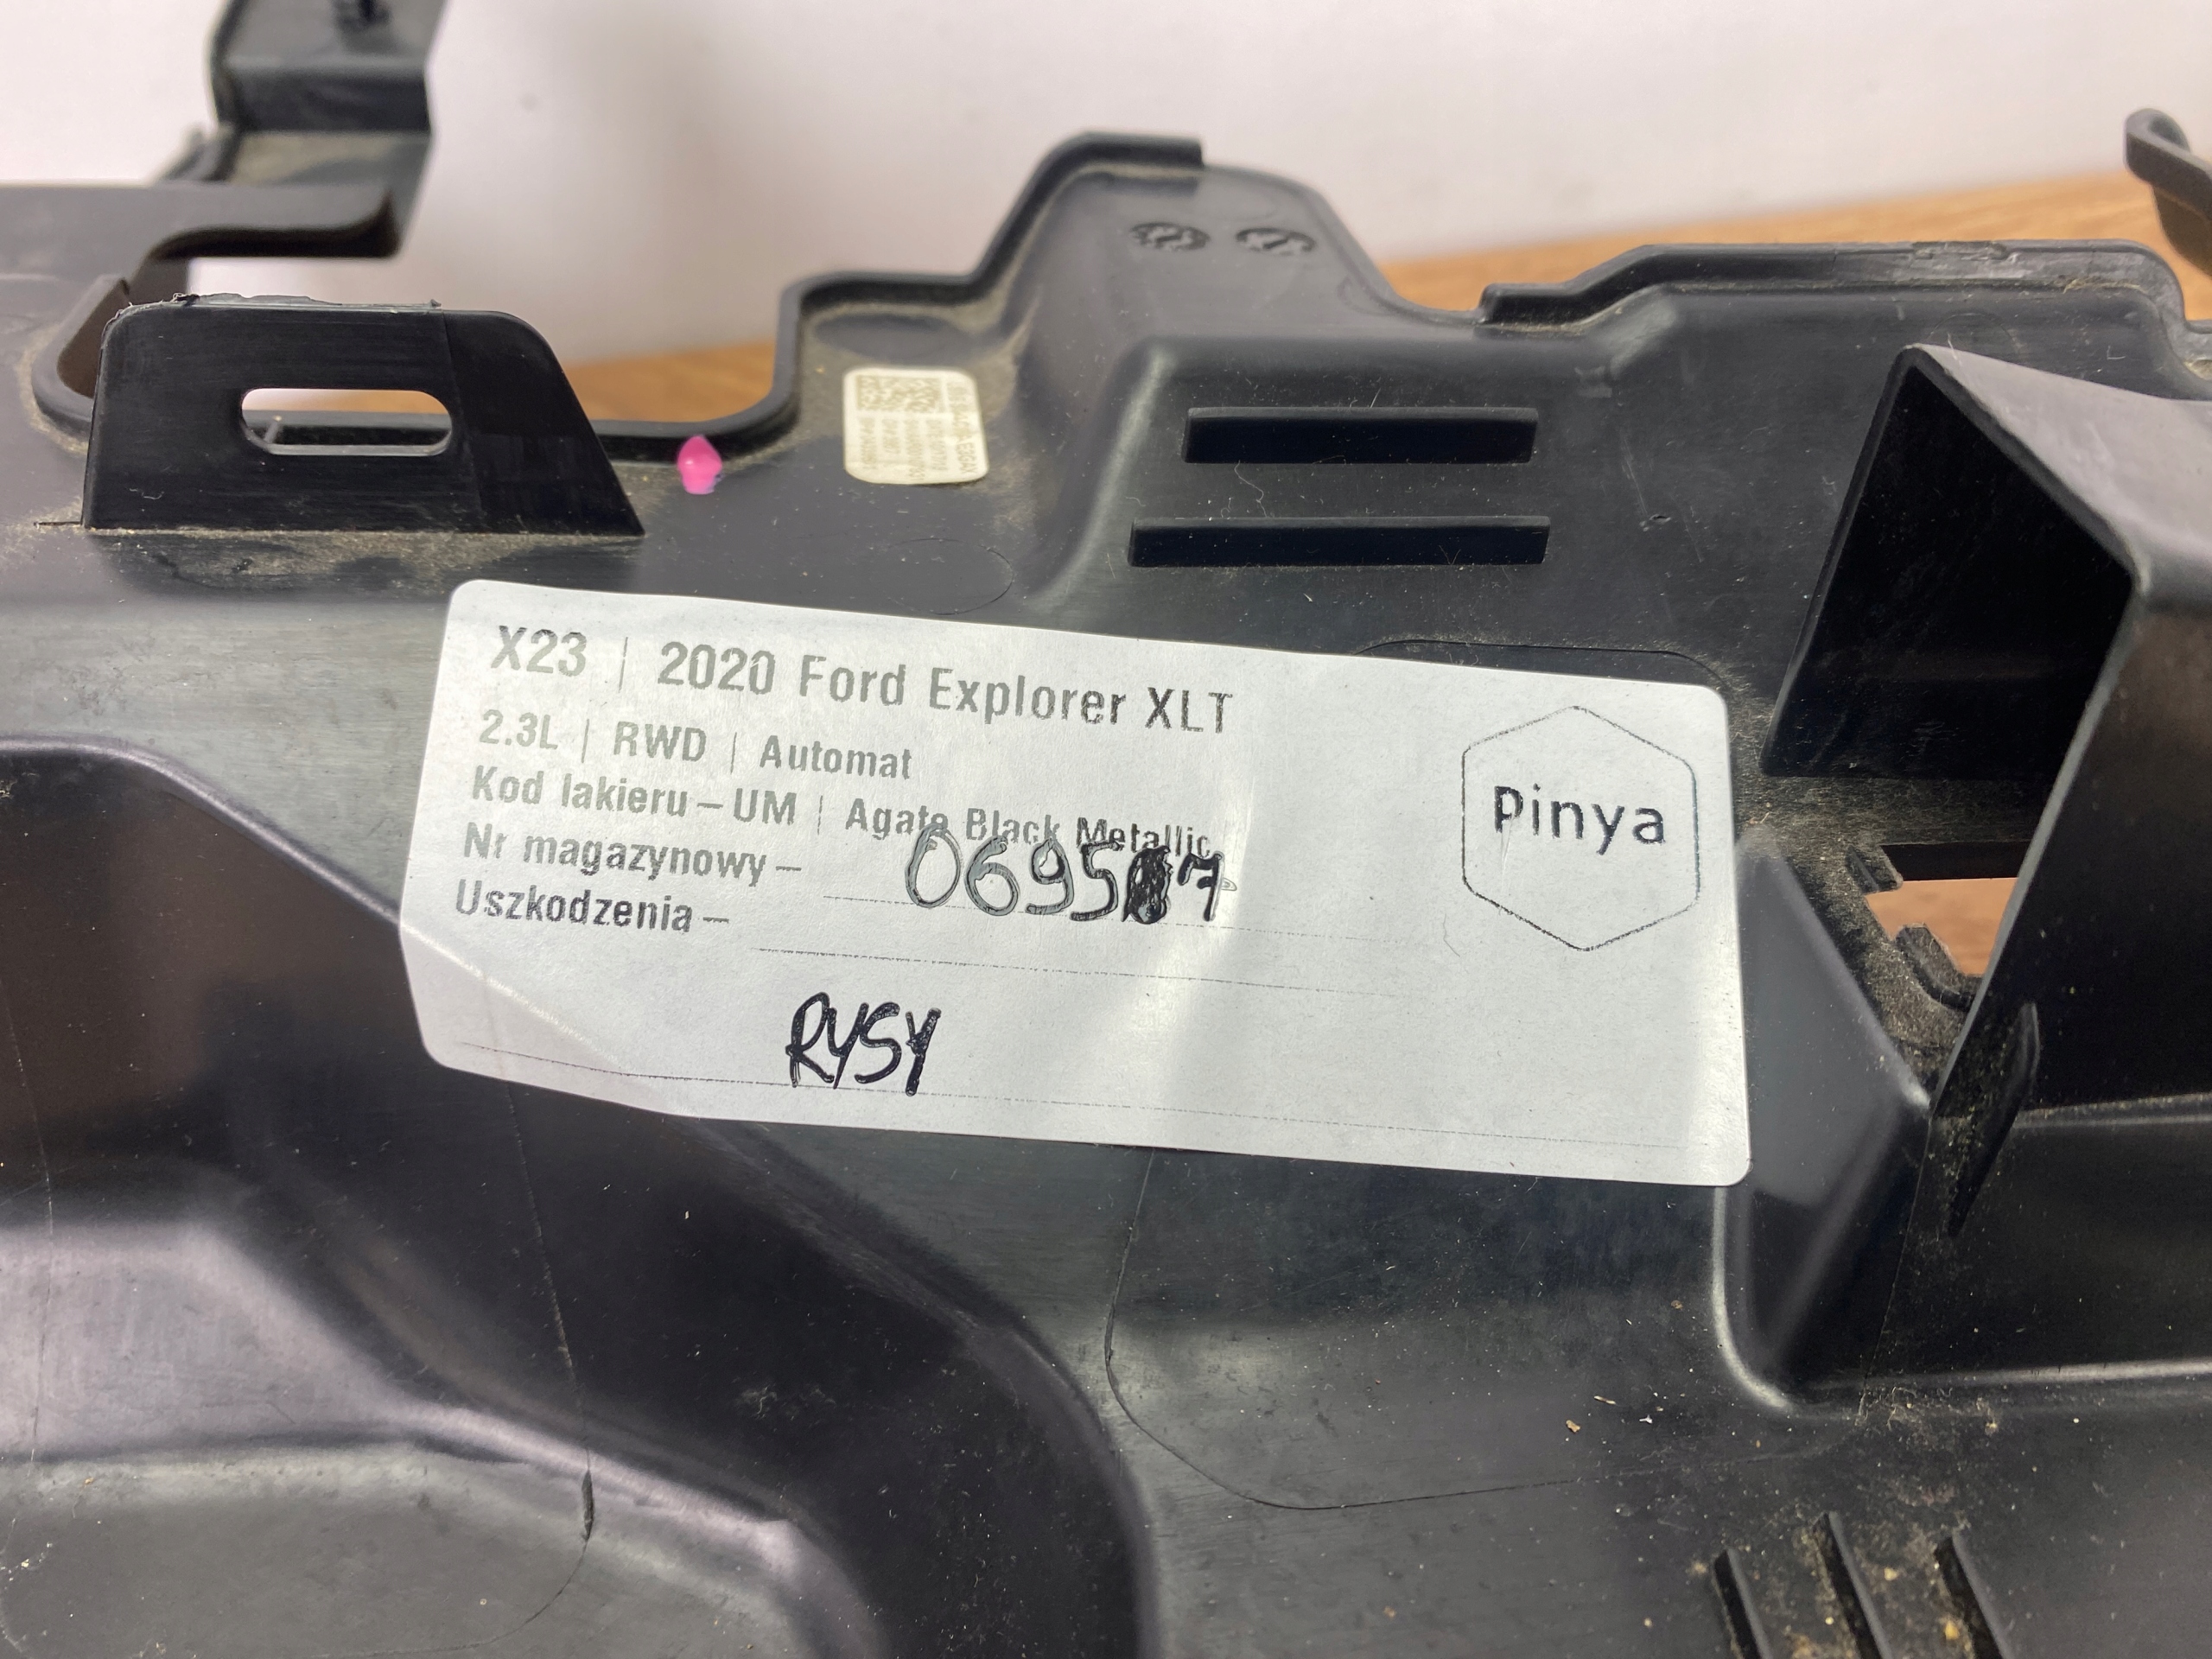 X23 | 2020 Ford Explorer XLT
2.3L | RWD | Automat
Kod lakieru – UM | Agate Black Metallic
Nr magazynowy – 06957
Uszkodzenia –
RYSY
Pinya